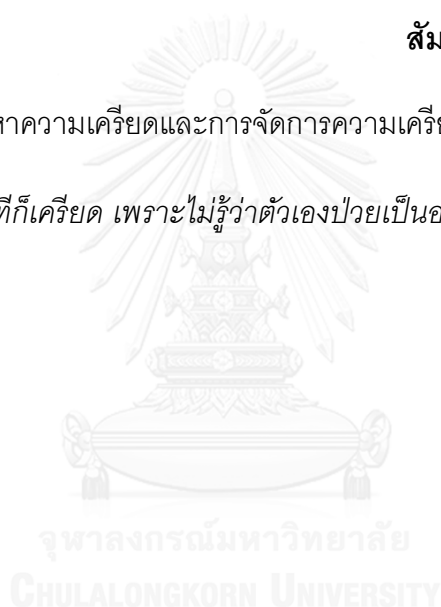 สัม
หาความเครียดและการจัดการความเครีย
ทีก็เครียด เพราะไม่รู้ว่าตัวเองป่วยเป็นอ
จุฬาลงกรณ์มหาวิทยาลัย
CHULALONGKORN UNIVERSITY